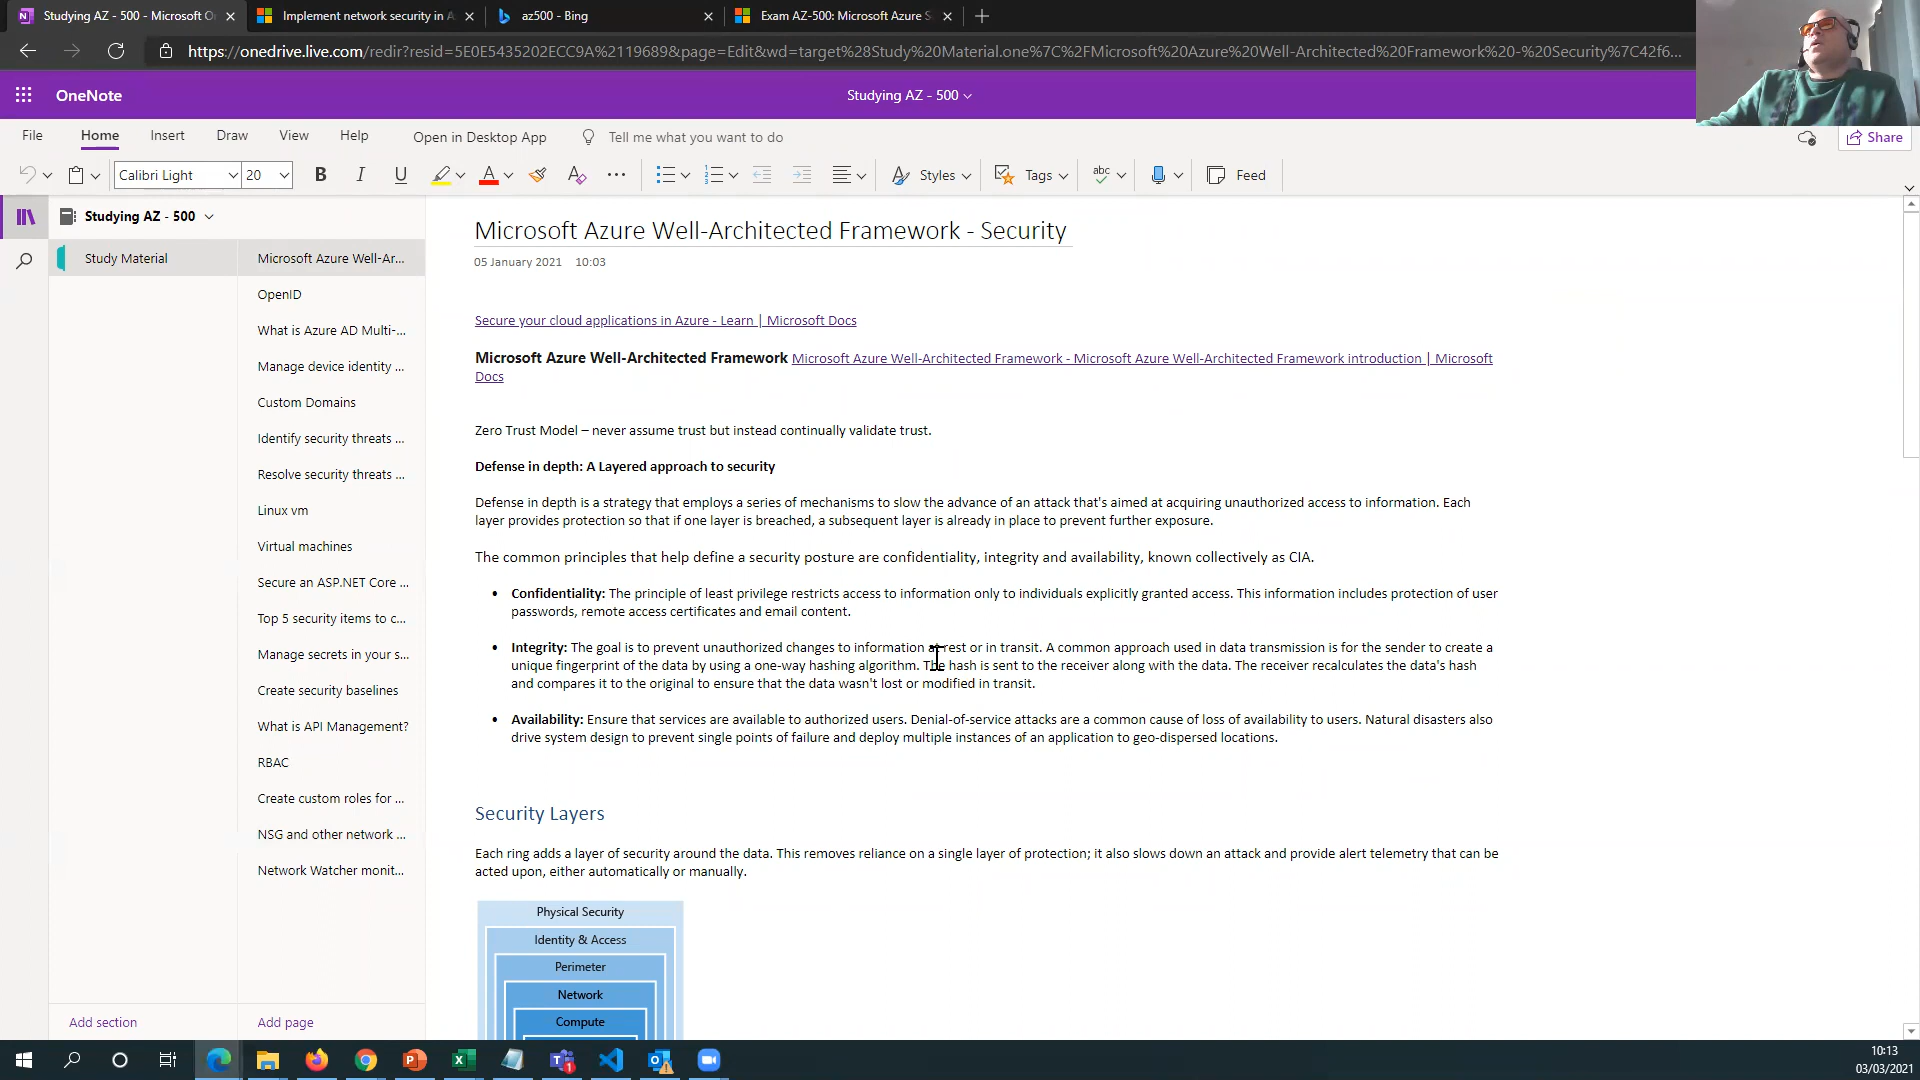 Studying AZ - 500 - Microsoft O
Implement network security in A
az500 - Bing
Exam AZ-500: Microsoft Azure S
https://onedrive.live.com/redir?resid=5E0E5435202ECC9A%2119689&page=Edit&wd=target%28Study%20Material.one%7C%2FMicrosoft%20Azure%20Well-Architected%20Framework%20-%20Security%7C42f6...
OneNote
Studying AZ - 500
File
Home
Insert
Draw
View
Help
Open in Desktop App
Tell me what you want to do
Share
Calibri Light
20
B
I
U
A
Styles
Tags
abc
Feed
Studying AZ - 500
Study Material
Microsoft Azure Well-Ar...
OpenID
What is Azure AD Multi-...
Manage device identity ...
Custom Domains
Identify security threats ...
Resolve security threats ...
Linux vm
Virtual machines
Secure an ASP.NET Core ...
Top 5 security items to c...
Manage secrets in your s...
Create security baselines
What is API Management?
RBAC
Create custom roles for ...
NSG and other network ...
Network Watcher monit...
Add section
Add page
Microsoft Azure Well-Architected Framework - Security
05 January 2021 10:03
Secure your cloud applications in Azure - Learn | Microsoft Docs
Microsoft Azure Well-Architected Framework Microsoft Azure Well-Architected Framework - Microsoft Azure Well-Architected Framework introduction | Microsoft
Docs
Zero Trust Model – never assume trust but instead continually validate trust.
Defense in depth: A Layered approach to security
Defense in depth is a strategy that employs a series of mechanisms to slow the advance of an attack that's aimed at acquiring unauthorized access to information. Each
layer provides protection so that if one layer is breached, a subsequent layer is already in place to prevent further exposure.
The common principles that help define a security posture are confidentiality, integrity and availability, known collectively as CIA.
• Confidentiality: The principle of least privilege restricts access to information only to individuals explicitly granted access. This information includes protection of user
passwords, remote access certificates and email content.
• Integrity: The goal is to prevent unauthorized changes to information at rest or in transit. A common approach used in data transmission is for the sender to create a
unique fingerprint of the data by using a one-way hashing algorithm. The hash is sent to the receiver along with the data. The receiver recalculates the data's hash
and compares it to the original to ensure that the data wasn't lost or modified in transit.
• Availability: Ensure that services are available to authorized users. Denial-of-service attacks are a common cause of loss of availability to users. Natural disasters also
drive system design to prevent single points of failure and deploy multiple instances of an application to geo-dispersed locations.
Security Layers
Each ring adds a layer of security around the data. This removes reliance on a single layer of protection; it also slows down an attack and provide alert telemetry that can be
acted upon, either automatically or manually.
Physical Security
Identity & Access
Perimeter
Network
Compute
10:13
03/03/2021